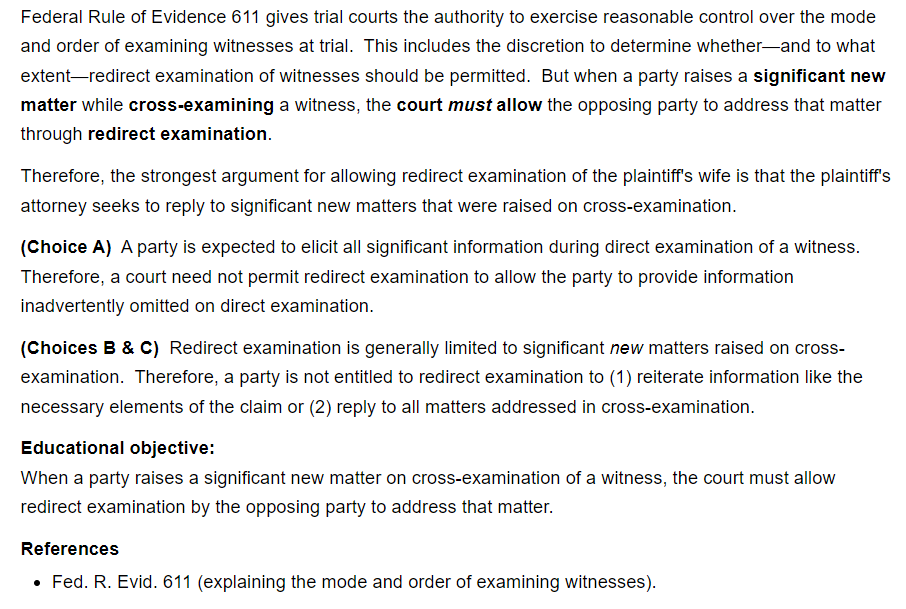 Federal Rule of Evidence 611 gives trial courts the authority to exercise reasonable control over the mode
and order of examining witnesses at trial.  This includes the discretion to determine whether—and to what
extent—redirect examination of witnesses should be permitted.  But when a party raises a significant new
matter while cross-examining a witness, the court must allow the opposing party to address that matter
through redirect examination.
Therefore, the strongest argument for allowing redirect examination of the plaintiff's wife is that the plaintiff's
attorney seeks to reply to significant new matters that were raised on cross-examination.
(Choice A)  A party is expected to elicit all significant information during direct examination of a witness.
Therefore, a court need not permit redirect examination to allow the party to provide information
inadvertently omitted on direct examination.
(Choices B & C)  Redirect examination is generally limited to significant new matters raised on cross-
examination.  Therefore, a party is not entitled to redirect examination to (1) reiterate information like the
necessary elements of the claim or (2) reply to all matters addressed in cross-examination.
Educational objective:
When a party raises a significant new matter on cross-examination of a witness, the court must allow
redirect examination by the opposing party to address that matter.
References
• Fed. R. Evid. 611 (explaining the mode and order of examining witnesses).